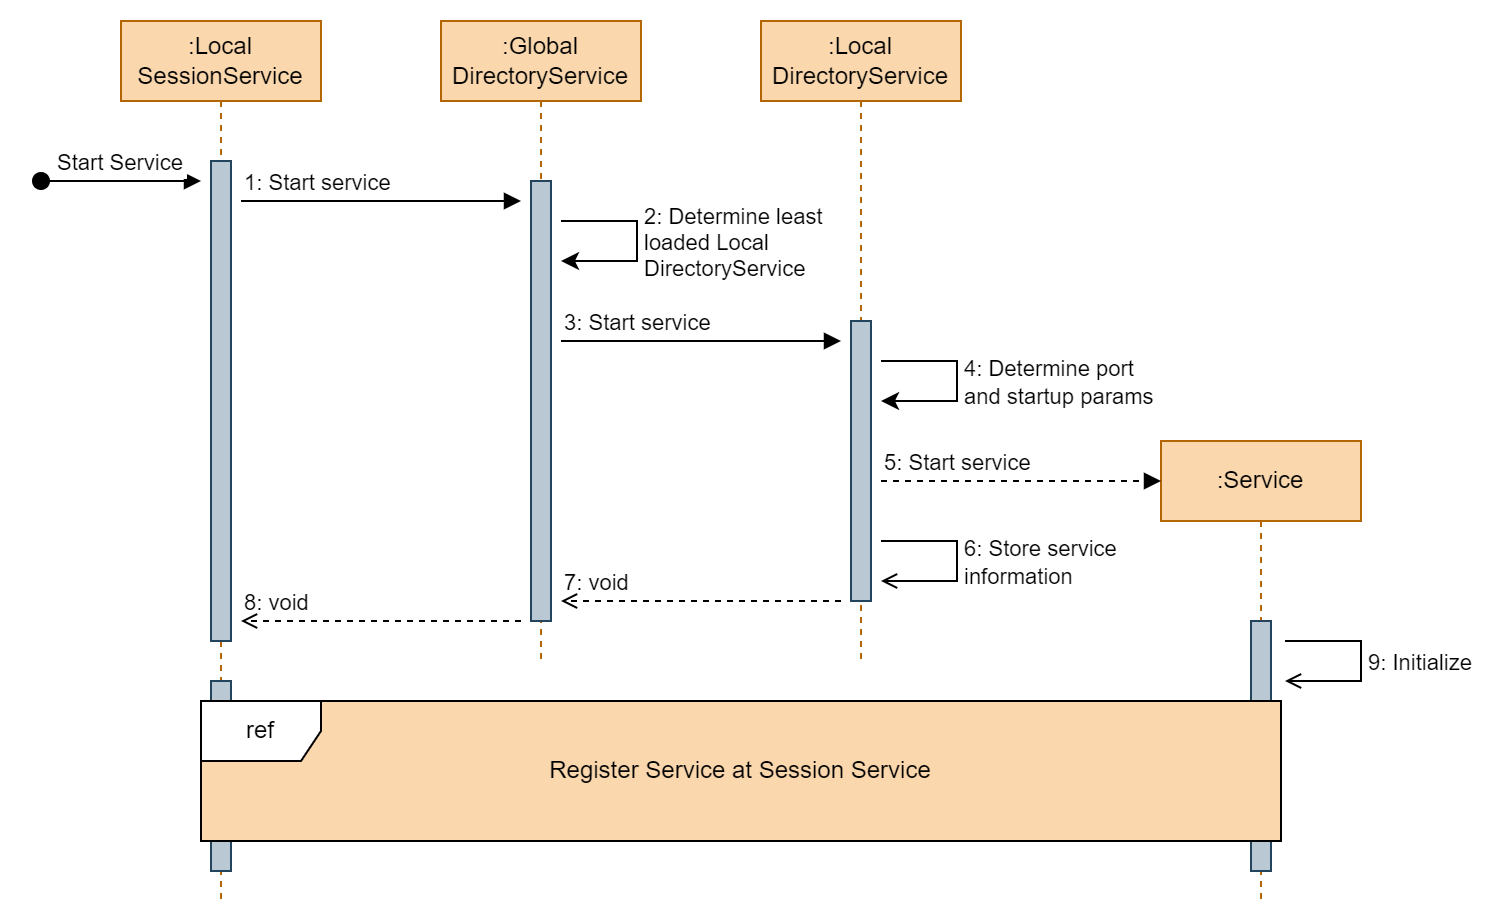 :Local
SessionService
:Global
DirectoryService
:Local
DirectoryService
Start Service
1: Start service
2: Determine least
loaded Local
DirectoryService
3: Start service
4: Determine port
and startup params
5: Start service
:Service
6: Store service
information
7: void
8: void
9: Initialize
ref
Register Service at Session Service